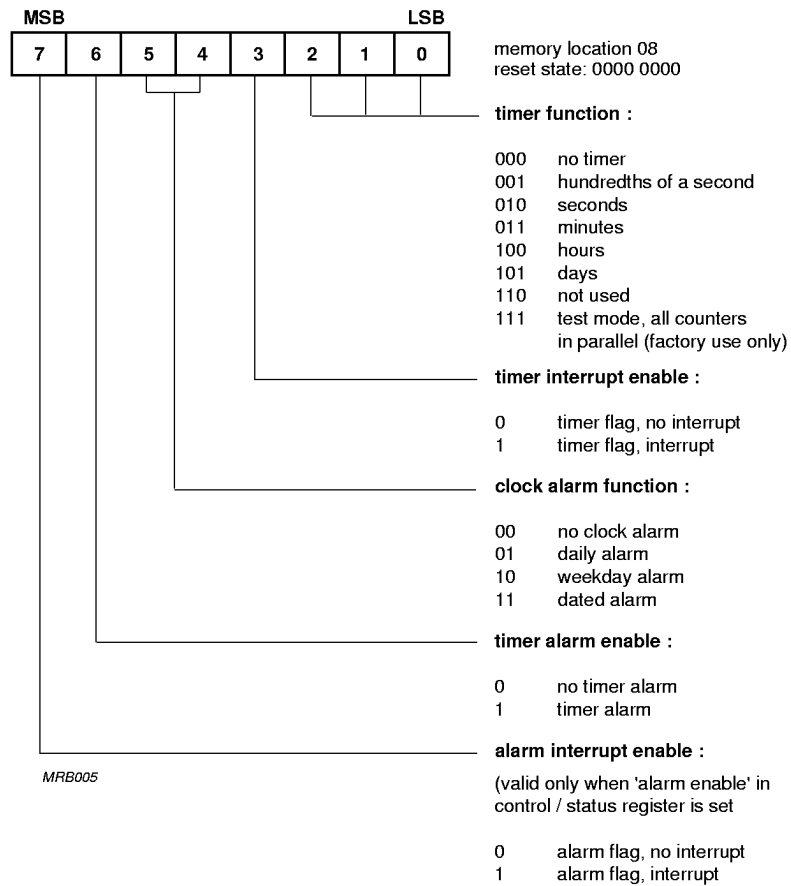 MSB LSB
7 6 5 4 3 2 1 0
memory location 08
reset state: 0000 0000
timer function :
000 no timer
001 hundredths of a second
010 seconds
011 minutes
100 hours
101 days
110 not used
111 test mode, all counters
in parallel (factory use only)
timer interrupt enable :
0 timer flag, no interrupt
1 timer flag, interrupt
clock alarm function :
00 no clock alarm
01 daily alarm
10 weekday alarm
11 dated alarm
timer alarm enable :
0 no timer alarm
1 timer alarm
alarm interrupt enable :
(valid only when 'alarm enable' in
control / status register is set
0 alarm flag, no interrupt
1 alarm flag, interrupt
MRB005